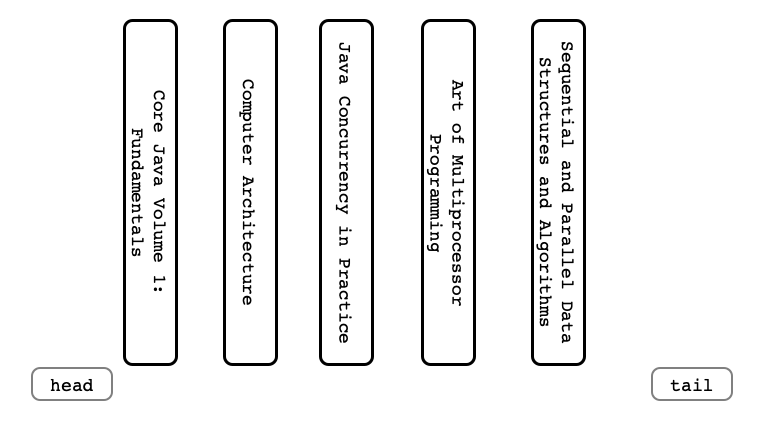 Core Java Volume 1:
Fundamentals
Computer Architecture
Java Concurrency in Practice
Art of Multiprocessor
Programming
Sequential and Parallel Data
Structures and Algorithms
head
tail